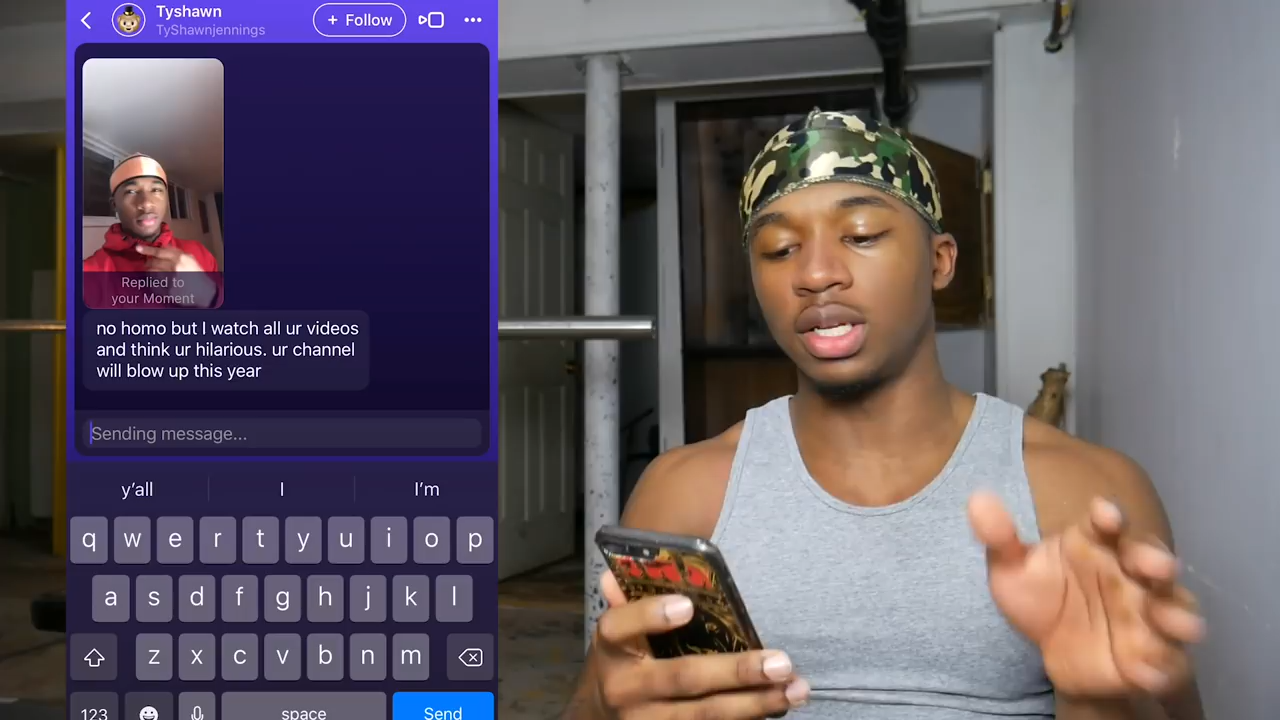 Tyshawn
TyShawnjennings
+ Follow
Replied to
your Moment
no homo but I watch all ur videos
and think ur hilarious. ur channel
will blow up this year
Sending message...
y'all I I'm
q w e r t y u i o p
a s d f g h j k l
z x c v b n m
123 space Send